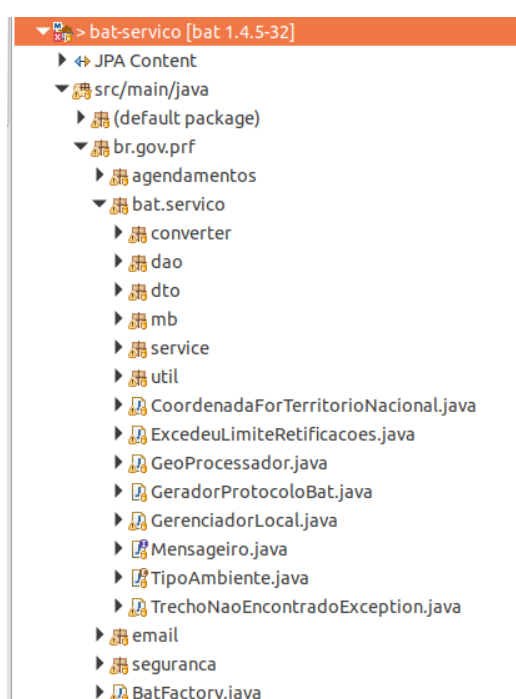 > bat-servico [bat 1.4.5-32]
JPA Content
src/main/java
(default package)
br.gov.prf
agendamentos
bat.servico
converter
dao
dto
mb
service
util
CoordenadaForTerritorioNacional.java
ExcedeuLimiteRetificacoes.java
GeoProcessador.java
GeradorProtocoloBat.java
GerenciadorLocal.java
Mensageiro.java
TipoAmbiente.java
TrechoNaoEncontradoException.java
email
seguranca
BatFactory.java